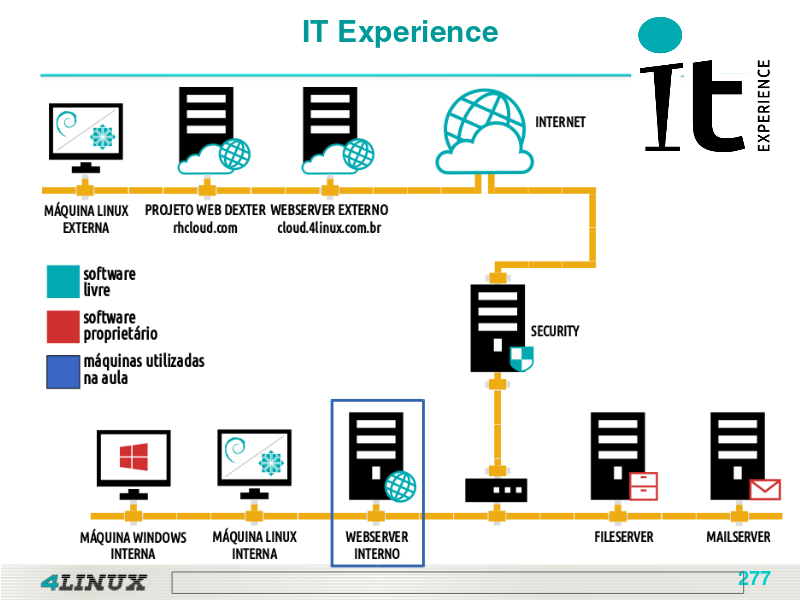 IT Experience
it
EXPERIENCE
INTERNET
MÁQUINA LINUX
EXTERNA
PROJETO WEB DEXTER
rhcloud.com
WEBSERVER EXTERNO
cloud.4linux.com.br
software
livre
software
proprietário
máquinas utilizadas
na aula
SECURITY
MÁQUINA WINDOWS
INTERNA
MÁQUINA LINUX
INTERNA
WEBSERVER
INTERNO
FILESERVER
MAILSERVER
4LINUX
277